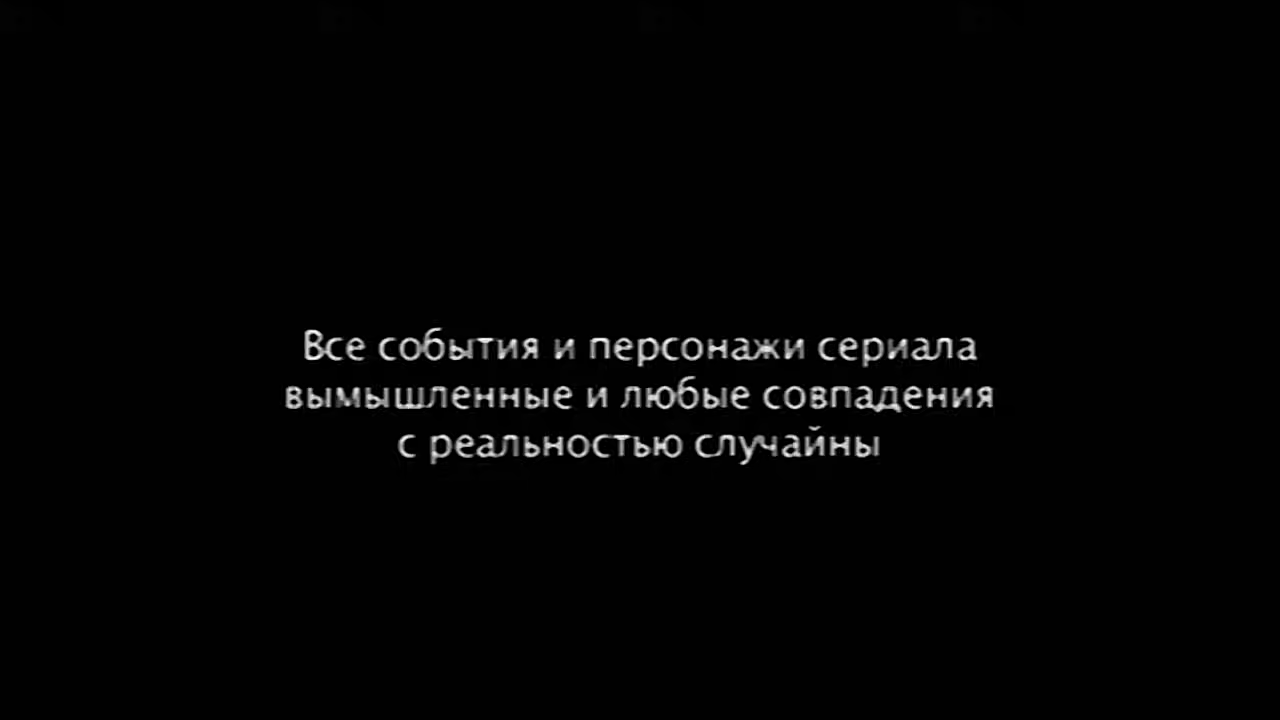 Все события и персонажи сериала
вымышленные и любые совпадения
с реальностью случайны